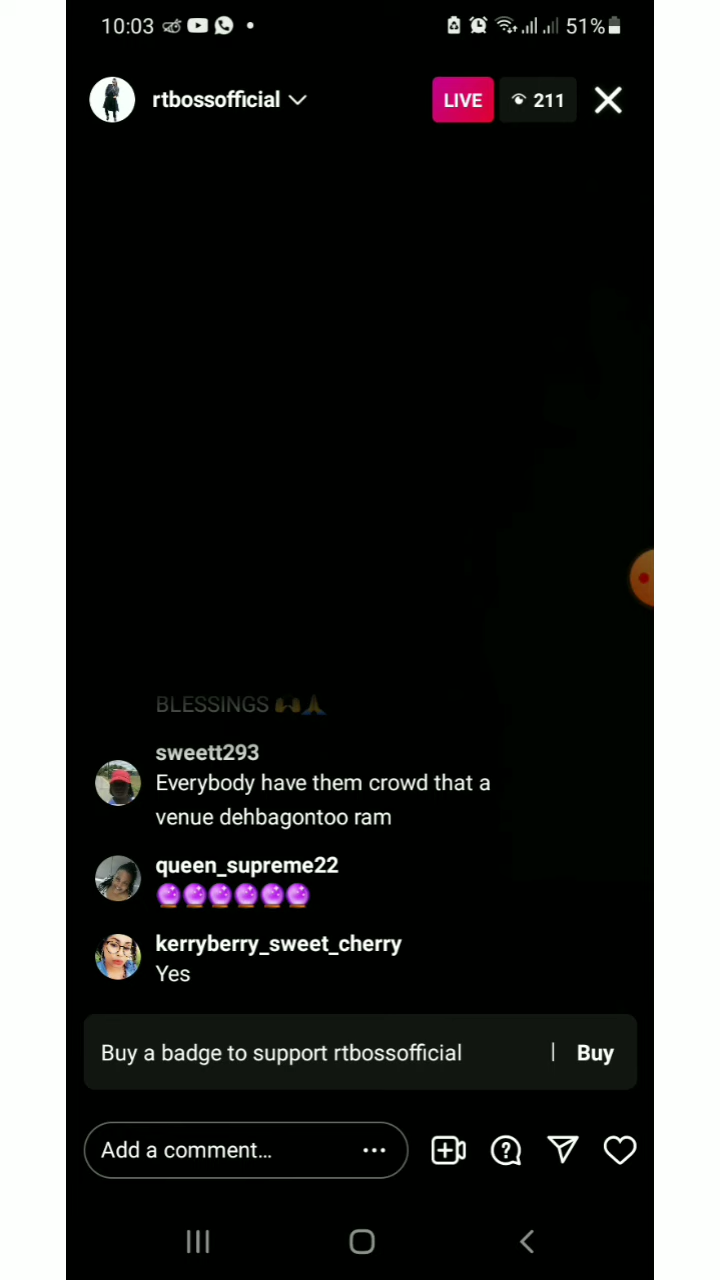 10:03
51%
rtbossofficial
LIVE
211
BLESSINGS 🙌🙏
sweett293
Everybody have them crowd that a
venue dehbagontoo ram
queen_supreme22
🔮🔮🔮🔮🔮🔮
kerryberry_sweet_cherry
Yes
Buy a badge to support rtbossofficial | Buy
Add a comment...